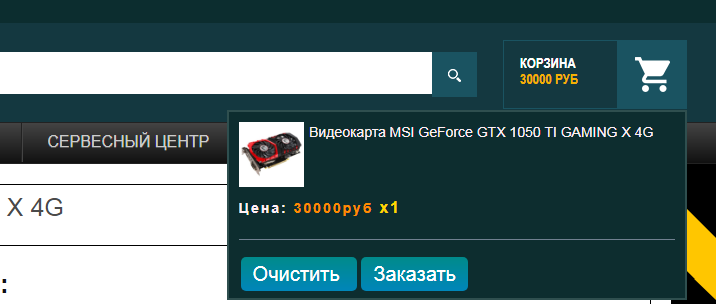 КОРЗИНА
30000 РУБ
СЕРВЕСНЫЙ ЦЕНТР
Видеокарта MSI GeForce GTX 1050 TI GAMING X 4G
X 4G
Цена: 30000руб x1
Очистить Заказать
: